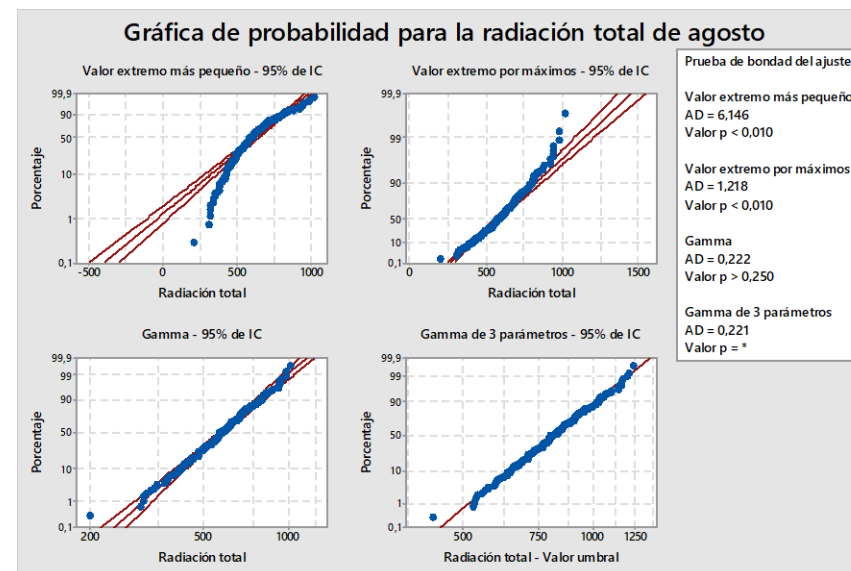 Gráfica de probabilidad para la radiación total de agosto
Valor extremo más pequeño - 95% de IC
99,9
90
50
10
1
0,1
Porcentaje
-500 0 500 1000
Radiación total
Valor extremo por máximos - 95% de IC
99,9
99
90
50
10
0,1
Porcentaje
0 500 1000 1500
Radiación total
Prueba de bondad del ajuste
Valor extremo más pequeño
AD = 6,146
Valor p < 0,010
Valor extremo por máximos
AD = 1,218
Valor p < 0,010
Gamma
AD = 0,222
Valor p > 0,250
Gamma de 3 parámetros
AD = 0,221
Valor p = *
Gamma - 95% de IC
99,9
99
90
50
10
1
0,1
Porcentaje
200 500 1000
Radiación total
Gamma de 3 parámetros - 95% de IC
99,9
99
90
50
10
1
0,1
Porcentaje
500 750 1000 1250
Radiación total - Valor umbral